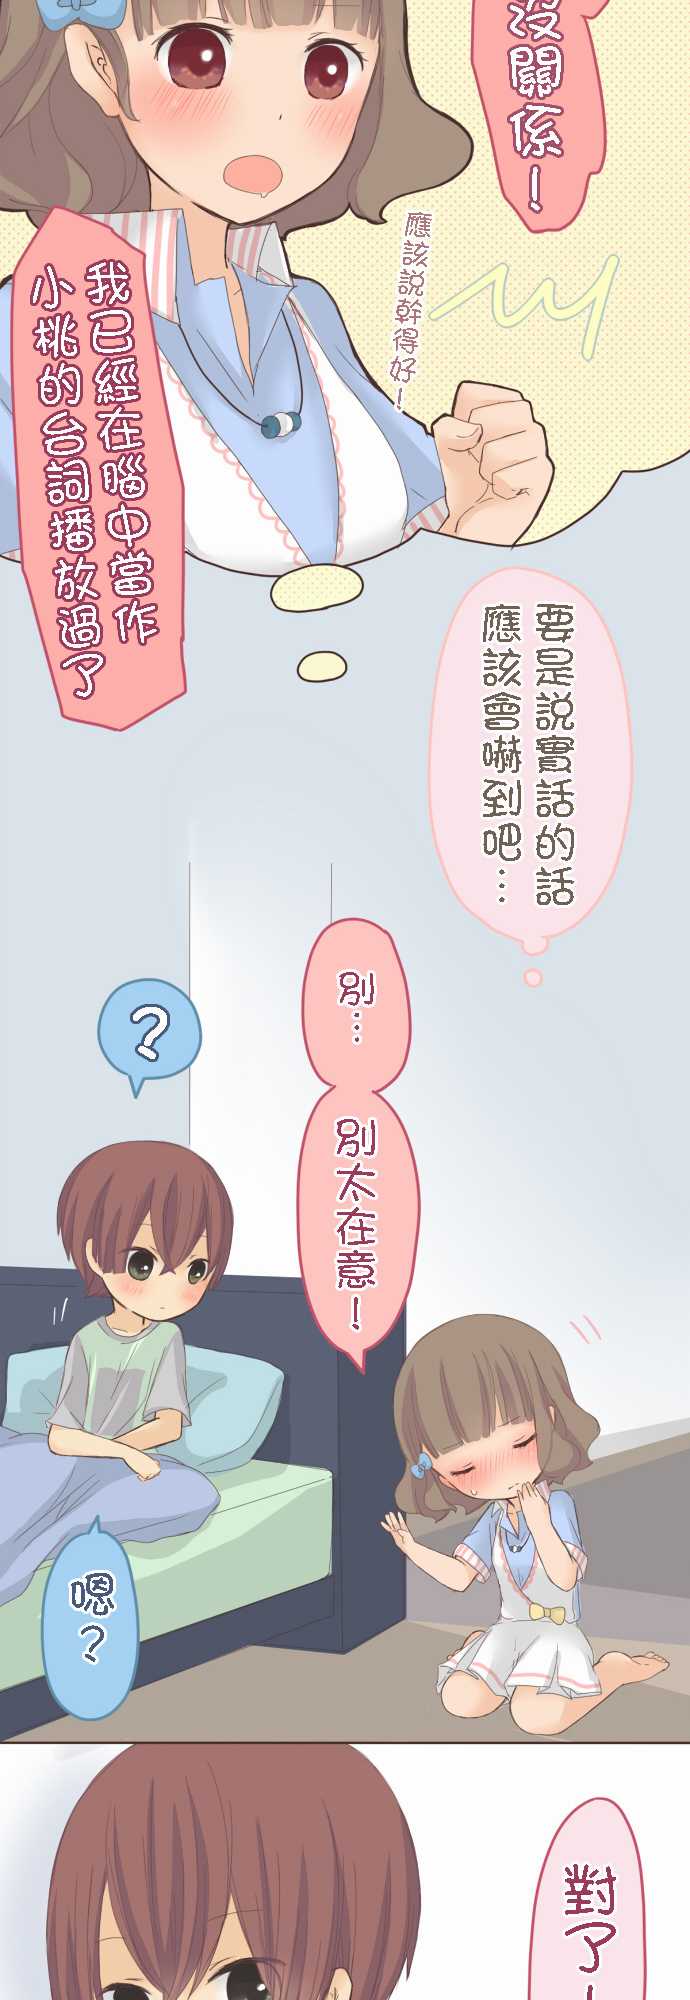 沒關係！
應該說幹得好！
我已經在腦中當作
小桃的台詞播放過了
要是說實話的話
應該會嚇到吧…
別…
別太在意！
？
嗯？
對了！